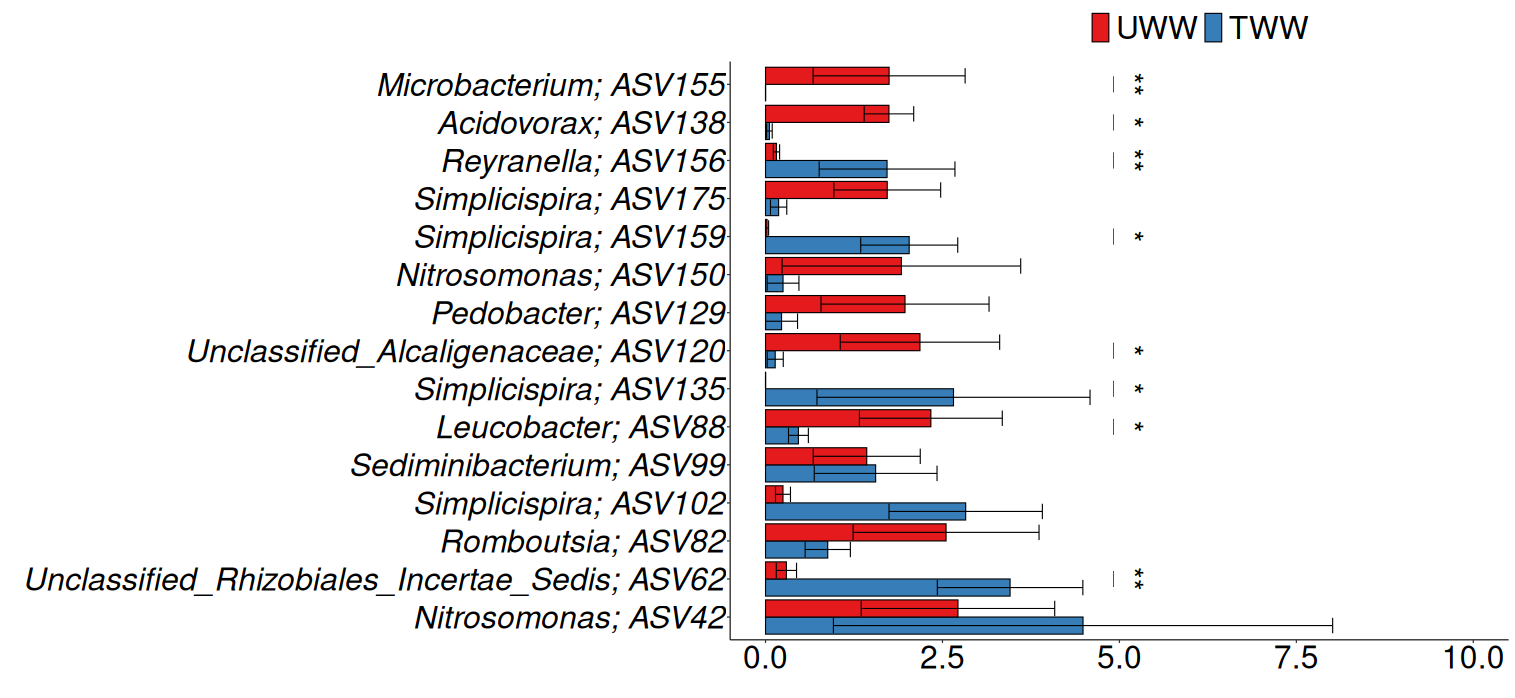 UWW TWW
Microbacterium; ASV155 **
Acidovorax; ASV138 *
Reyranella; ASV156 **
Simplicispira; ASV175
Simplicispira; ASV159 *
Nitrosomonas; ASV150
Pedobacter; ASV129
Unclassified_Alcaligenaceae; ASV120 *
Simplicispira; ASV135 *
Leucobacter; ASV88 *
Sediminibacterium; ASV99
Simplicispira; ASV102
Romboutsia; ASV82
Unclassified_Rhizobiales_Incertae_Sedis; ASV62 **
Nitrosomonas; ASV42
0.0 2.5 5.0 7.5 10.0